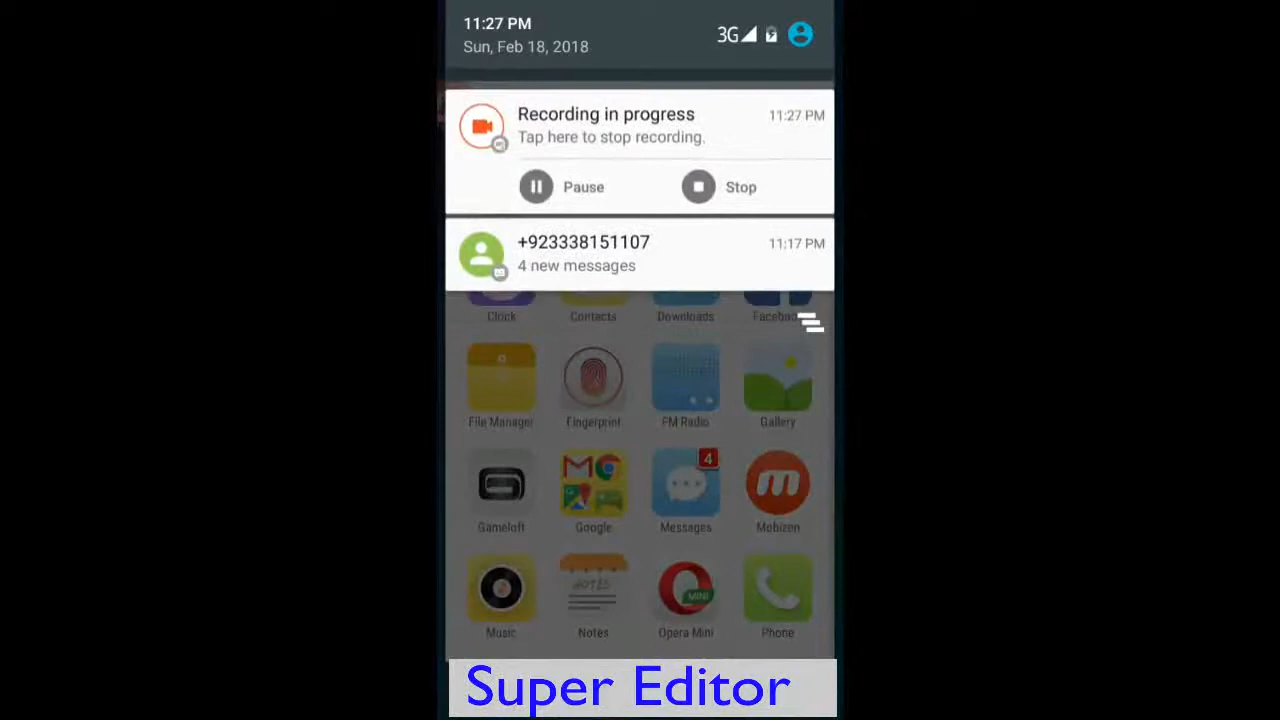 11:27 PM
Sun, Feb 18, 2018
3G
Recording in progress
11:27 PM
Tap here to stop recording.
Pause
Stop
+923338151107
11:17 PM
4 new messages
Clock
Contacts
Downloads
File Manager
Fingerprint
FM Radio
Gallery
4
Gameloft
Google
Messages
Mobizen
NOTES
MINI
Music
Notes
Opera Mini
Phone
Super Editor